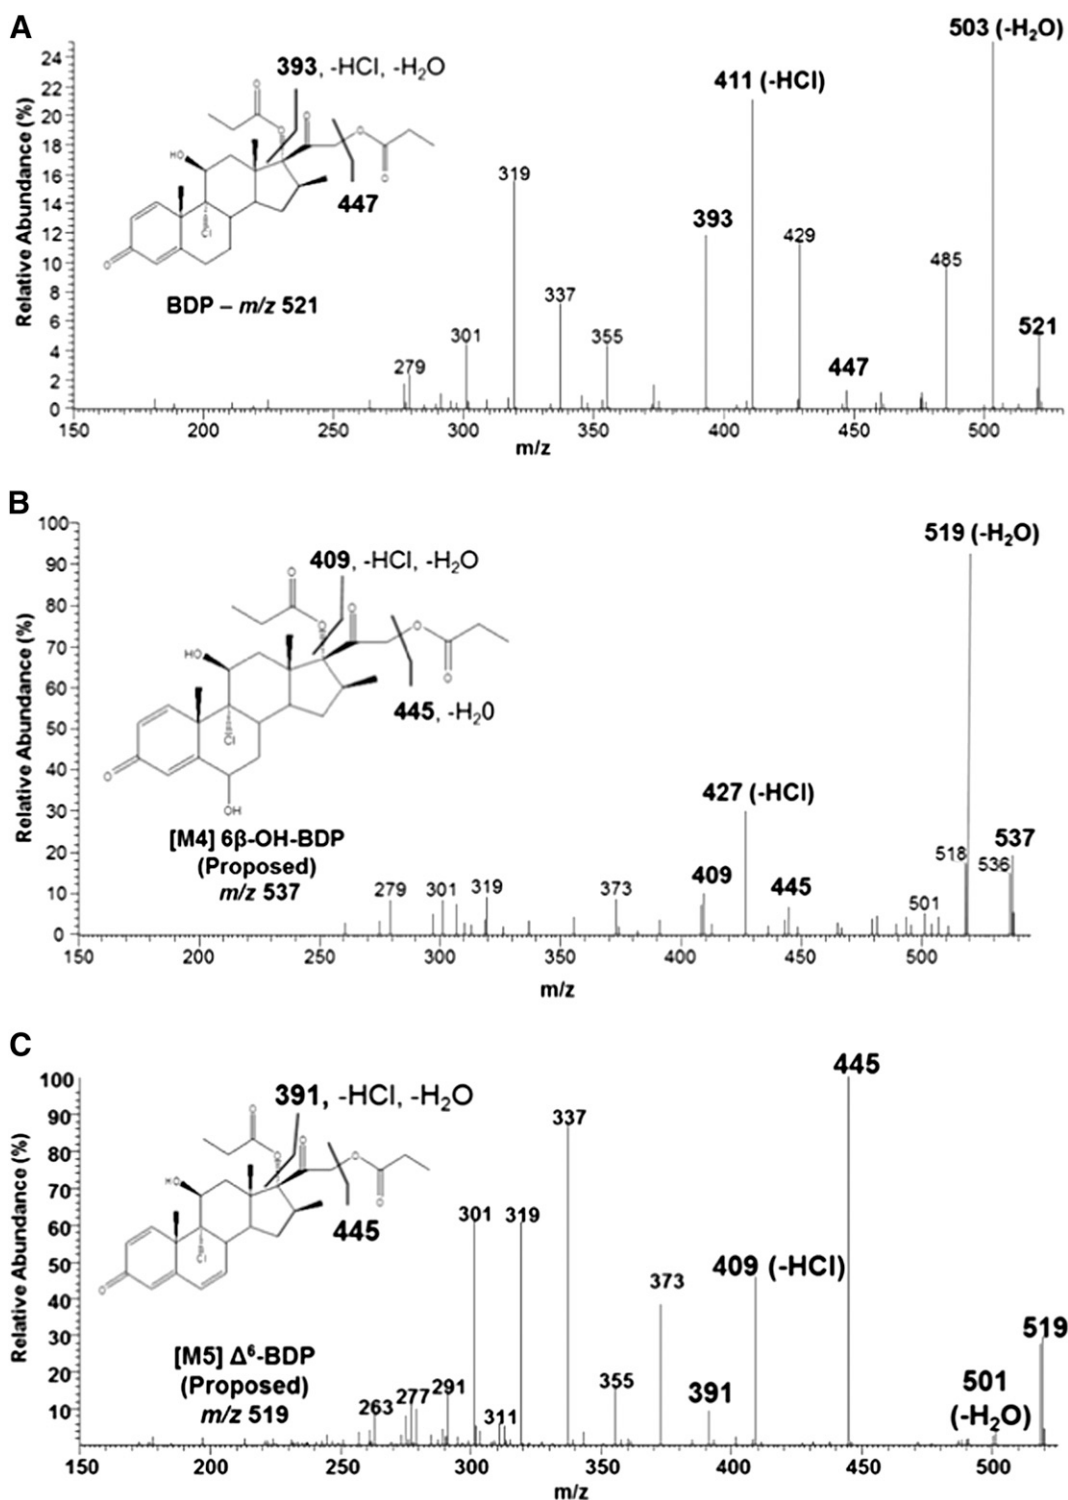 A
503 (-H₂O)
24
22
20
18
16
14
12
10
8
6
4
2
0
Relative Abundance (%)
393, -HCl, -H₂O
411 (-HCl)
O
O
O
O
O
HO
Cl
O
447
BDP – m/z 521
279
301
319
337
355
393
429
447
485
521
150
200
250
300
350
400
450
500
m/z
B
100
90
80
70
60
50
40
30
20
10
0
Relative Abundance (%)
519 (-H₂O)
409, -HCl, -H₂O
O
O
O
O
O
HO
Cl
O
OH
445, -H₂0
[M4] 6β-OH-BDP
(Proposed)
m/z 537
427 (-HCl)
279
301
319
373
409
445
501
518
536
537
150
200
250
300
350
400
450
500
m/z
C
100
90
80
70
60
50
40
30
20
10
Relative Abundance (%)
391, -HCl, -H₂O
O
O
O
O
O
HO
Cl
O
445
[M5] Δ⁶-BDP
(Proposed)
m/z 519
263
277
291
301
311
319
337
355
373
391
409 (-HCl)
445
501
(-H₂O)
519
150
200
250
300
350
400
450
500
m/z